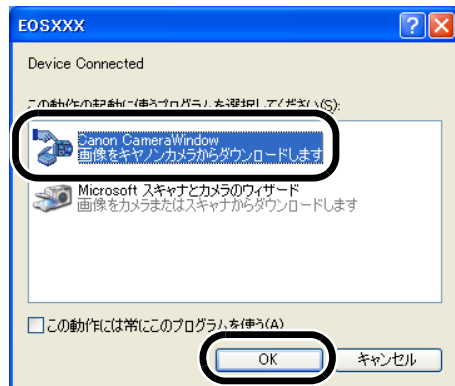 EOSXXX
Device Connected
この動作の起動に使うプログラムを選択してください(S):
Canon CameraWindow
画像をキヤノンカメラからダウンロードします
Microsoft スキャナとカメラのウィザード
画像をカメラまたはスキャナからダウンロードします
この動作には常にこのプログラムを使う(A)
OK
キャンセル